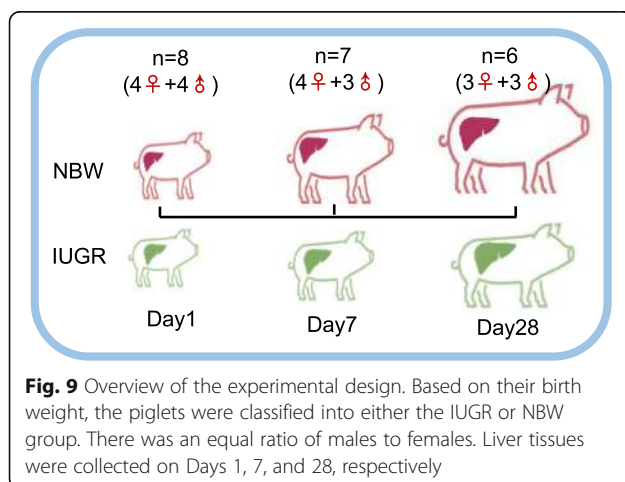 n=8 n=7 n=6
(4♀+4♂) (4♀+3♂) (3♀+3♂)
NBW
IUGR
Day1 Day7 Day28
Fig. 9 Overview of the experimental design. Based on their birth
weight, the piglets were classified into either the IUGR or NBW
group. There was an equal ratio of males to females. Liver tissues
were collected on Days 1, 7, and 28, respectively